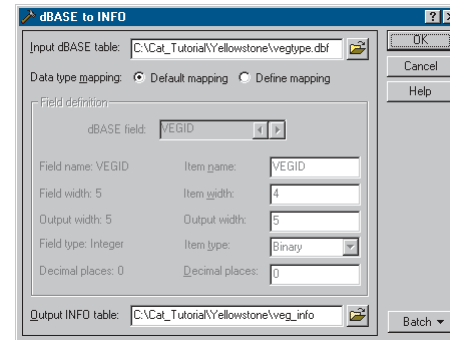 dBASE to INFO
Input dBASE table: C:\Cat_Tutorial\Yellowstone\vegtype.dbf
Data type mapping: Default mapping Define mapping
Field definition
dBASE field: VEGID
Field name: VEGID Item name: VEGID
Field width: 5 Item width: 4
Output width: 5 Output width: 5
Field type: Integer Item type: Binary
Decimal places: 0 Decimal places: 0
Output INFO table: C:\Cat_Tutorial\Yellowstone\veg_info
OK
Cancel
Help
Batch